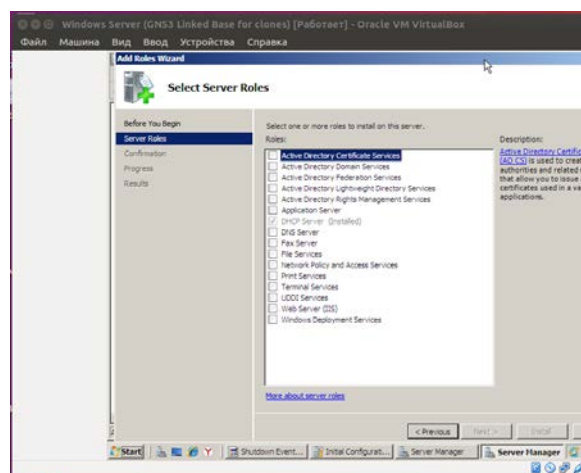 Windows Server (GNS3 Linked Base for clones) [Работает] - Oracle VM VirtualBox
Файл Машина Вид Ввод Устройства Справка
Add Roles Wizard
Select Server Roles
Before You Begin
Server Roles
Confirmation
Progress
Results
Select one or more roles to install on this server.
Roles:
Active Directory Certificate Services
Active Directory Domain Services
Active Directory Federation Services
Active Directory Lightweight Directory Services
Active Directory Rights Management Services
Application Server
DHCP Server (Installed)
DNS Server
Fax Server
File Services
Network Policy and Access Services
Print Services
Terminal Services
UDDI Services
Web Server (IIS)
Windows Deployment Services
More about server roles
Description:
Active Directory Certific
(AD CS) is used to creat
authorities and related
that allow you to issue
certificates used in a va
applications.
< Previous Next > Install
Start Shutdown Event... Initial Configurati... Server Manager Server Manager